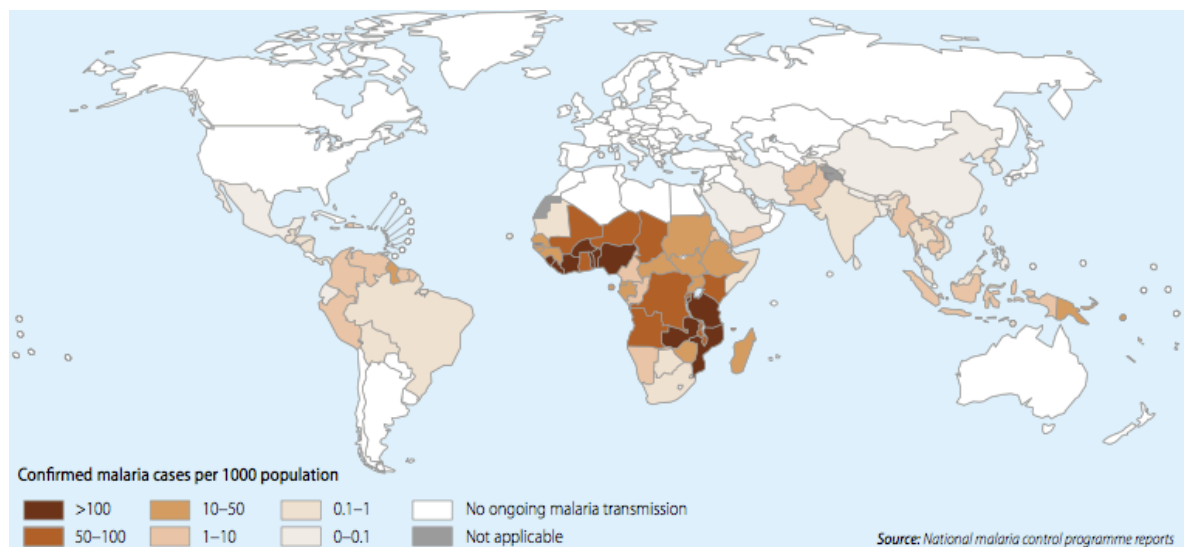 Confirmed malaria cases per 1000 population
>100 10–50 0.1–1 No ongoing malaria transmission
50–100 1–10 0–0.1 Not applicable
Source: National malaria control programme reports